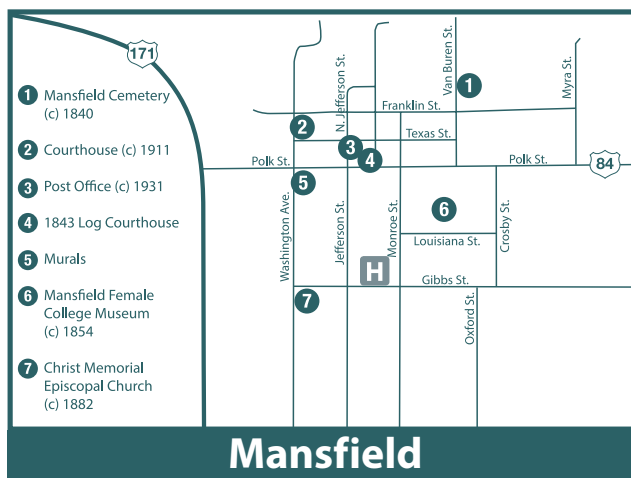 171
1 Mansfield Cemetery
(c) 1840
2 Courthouse (c) 1911
3 Post Office (c) 1931
4 1843 Log Courthouse
5 Murals
6 Mansfield Female
College Museum
(c) 1854
7 Christ Memorial
Episcopal Church
(c) 1882
N. Jefferson St.
Van Buren St.
Myra St.
1
Franklin St.
2
Texas St.
3
4
Polk St.
Polk St.
84
5
6
Washington Ave.
Jefferson St.
Monroe St.
Crosby St.
Louisiana St.
H
Gibbs St.
7
Oxford St.
Mansfield